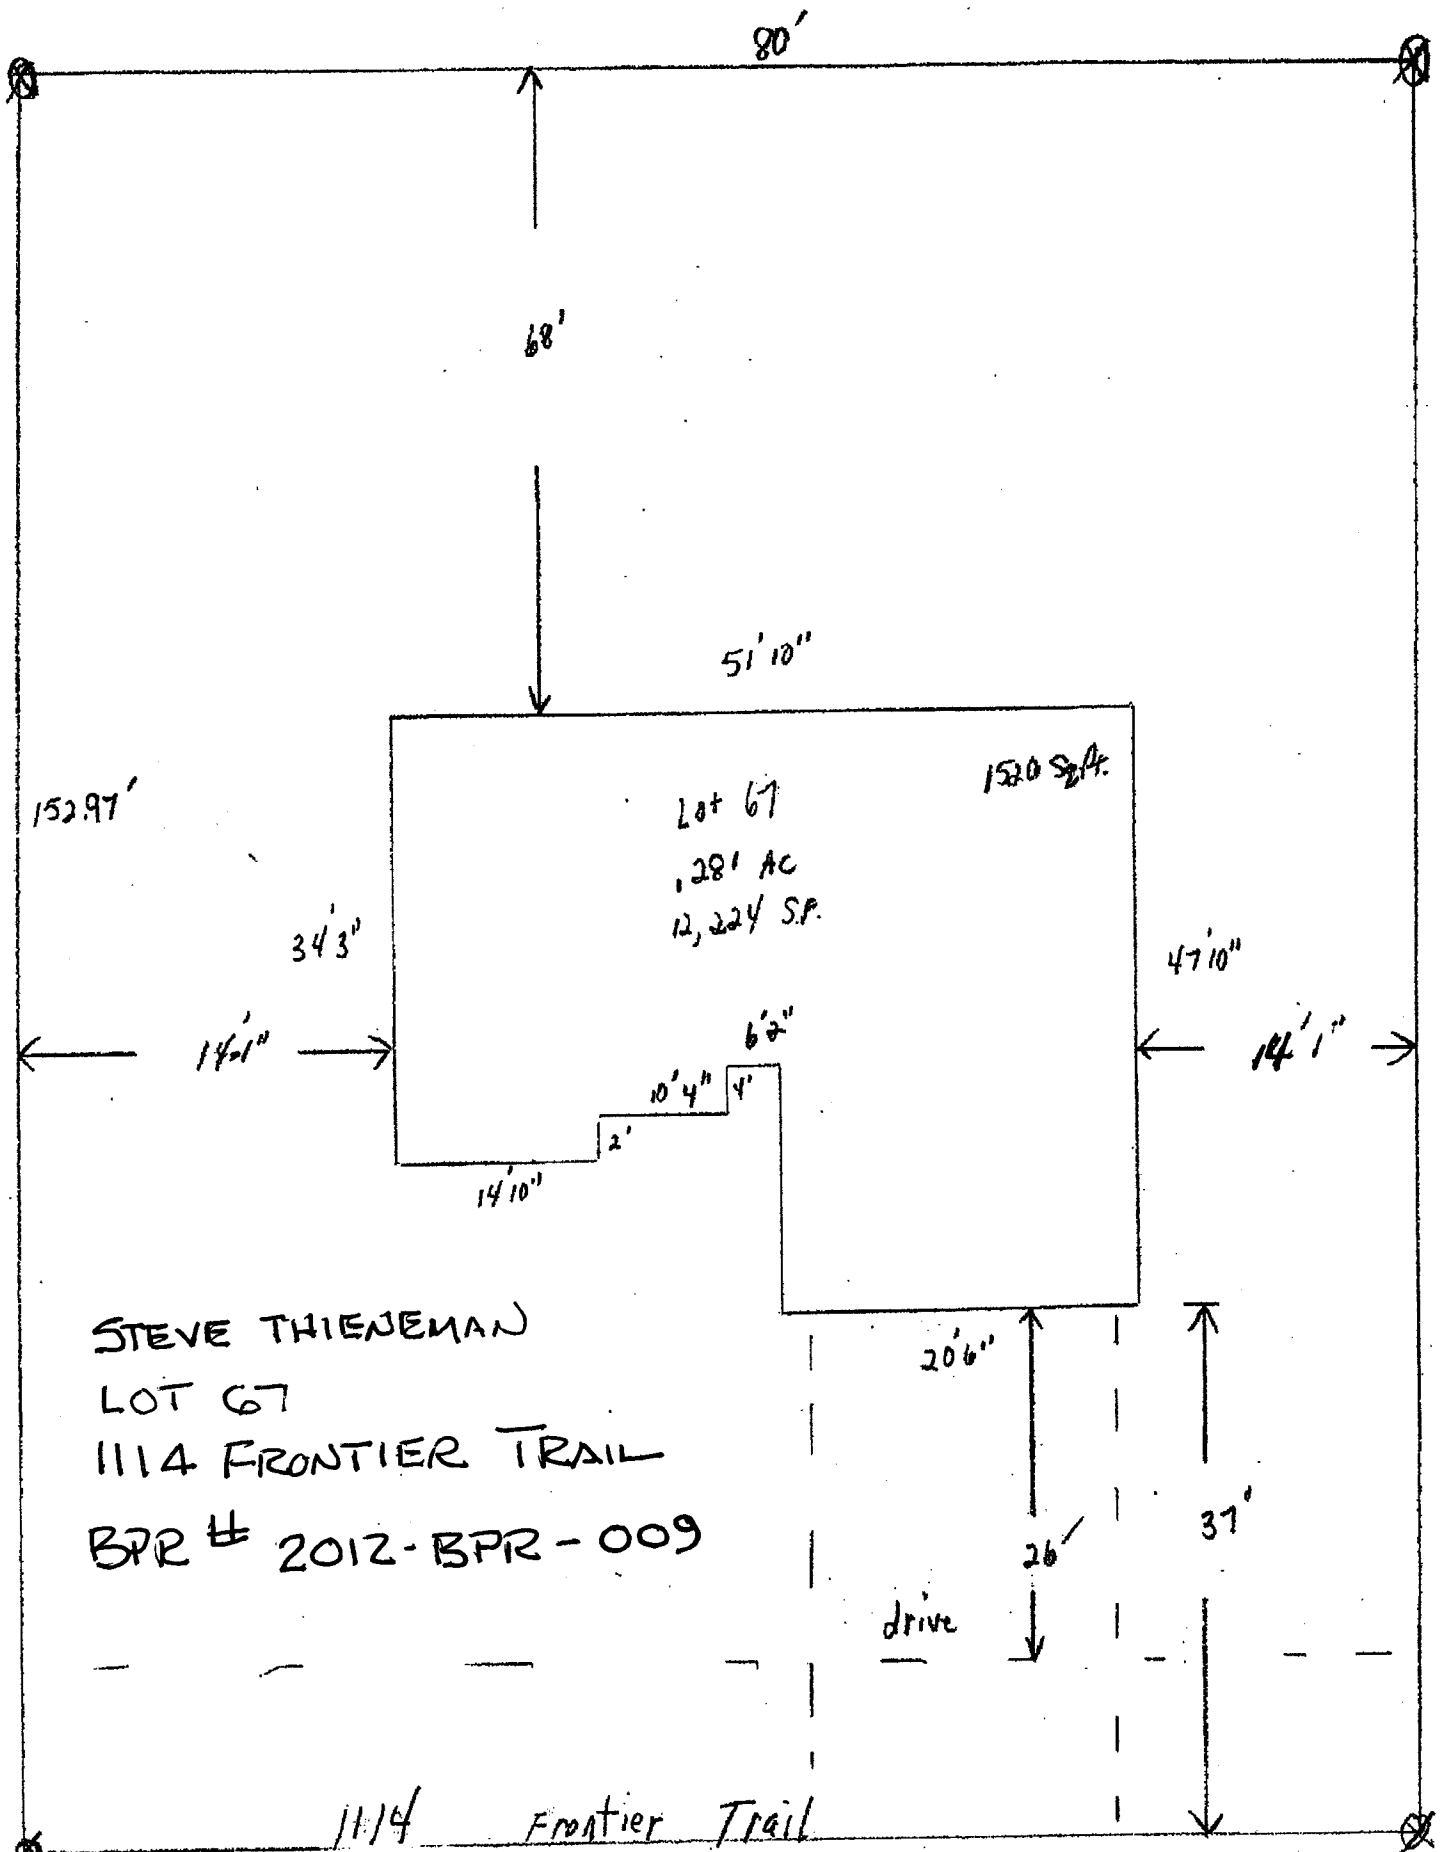 80'
68'
51'10"
1520 Sq.ft.
Lot 67
.28' AC
12,224 S.F.
152.97'
34'3"
47'10"
14'1"
14'1"
6'2"
10'4"
4'
2'
14'10"
20'6"
STEVE THIENEMAN
LOT 67
1114 FRONTIER TRAIL
BPR # 2012-BPR-009
26'
37'
drive
1114 Frontier Trail